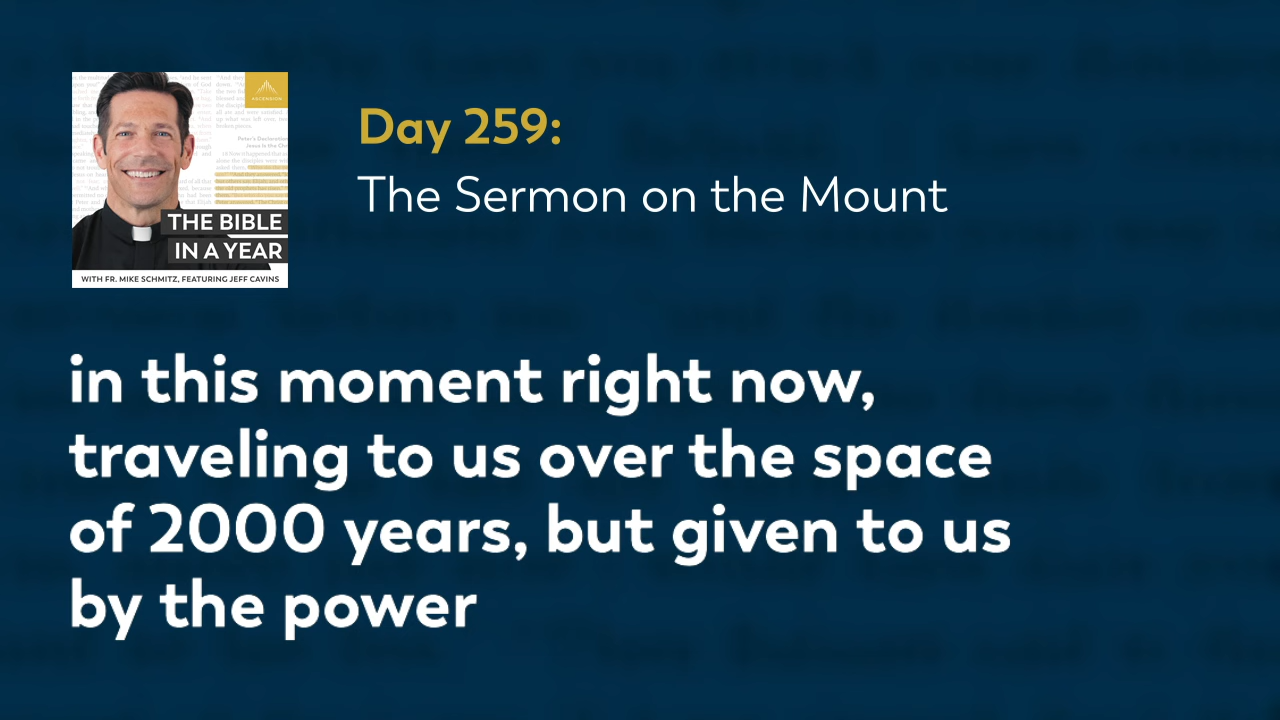 ASCENSION
THE BIBLE
IN A YEAR
WITH FR. MIKE SCHMITZ, FEATURING JEFF CAVINS
Day 259:
The Sermon on the Mount
in this moment right now,
traveling to us over the space
of 2000 years, but given to us
by the power